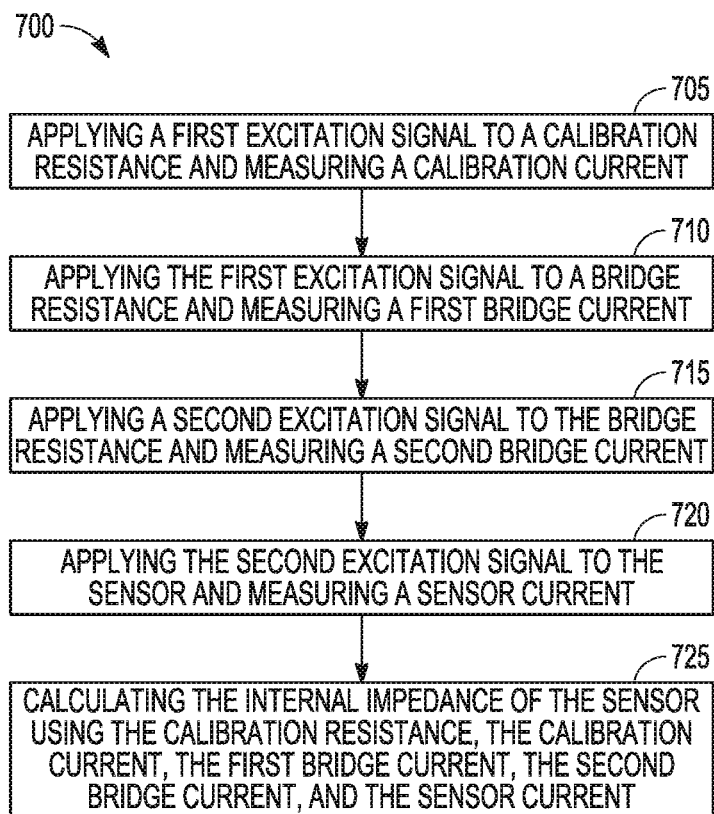 700
705
APPLYING A FIRST EXCITATION SIGNAL TO A CALIBRATION
RESISTANCE AND MEASURING A CALIBRATION CURRENT
710
APPLYING THE FIRST EXCITATION SIGNAL TO A BRIDGE
RESISTANCE AND MEASURING A FIRST BRIDGE CURRENT
715
APPLYING A SECOND EXCITATION SIGNAL TO THE BRIDGE
RESISTANCE AND MEASURING A SECOND BRIDGE CURRENT
720
APPLYING THE SECOND EXCITATION SIGNAL TO THE
SENSOR AND MEASURING A SENSOR CURRENT
725
CALCULATING THE INTERNAL IMPEDANCE OF THE SENSOR
USING THE CALIBRATION RESISTANCE, THE CALIBRATION
CURRENT, THE FIRST BRIDGE CURRENT, THE SECOND
BRIDGE CURRENT, AND THE SENSOR CURRENT